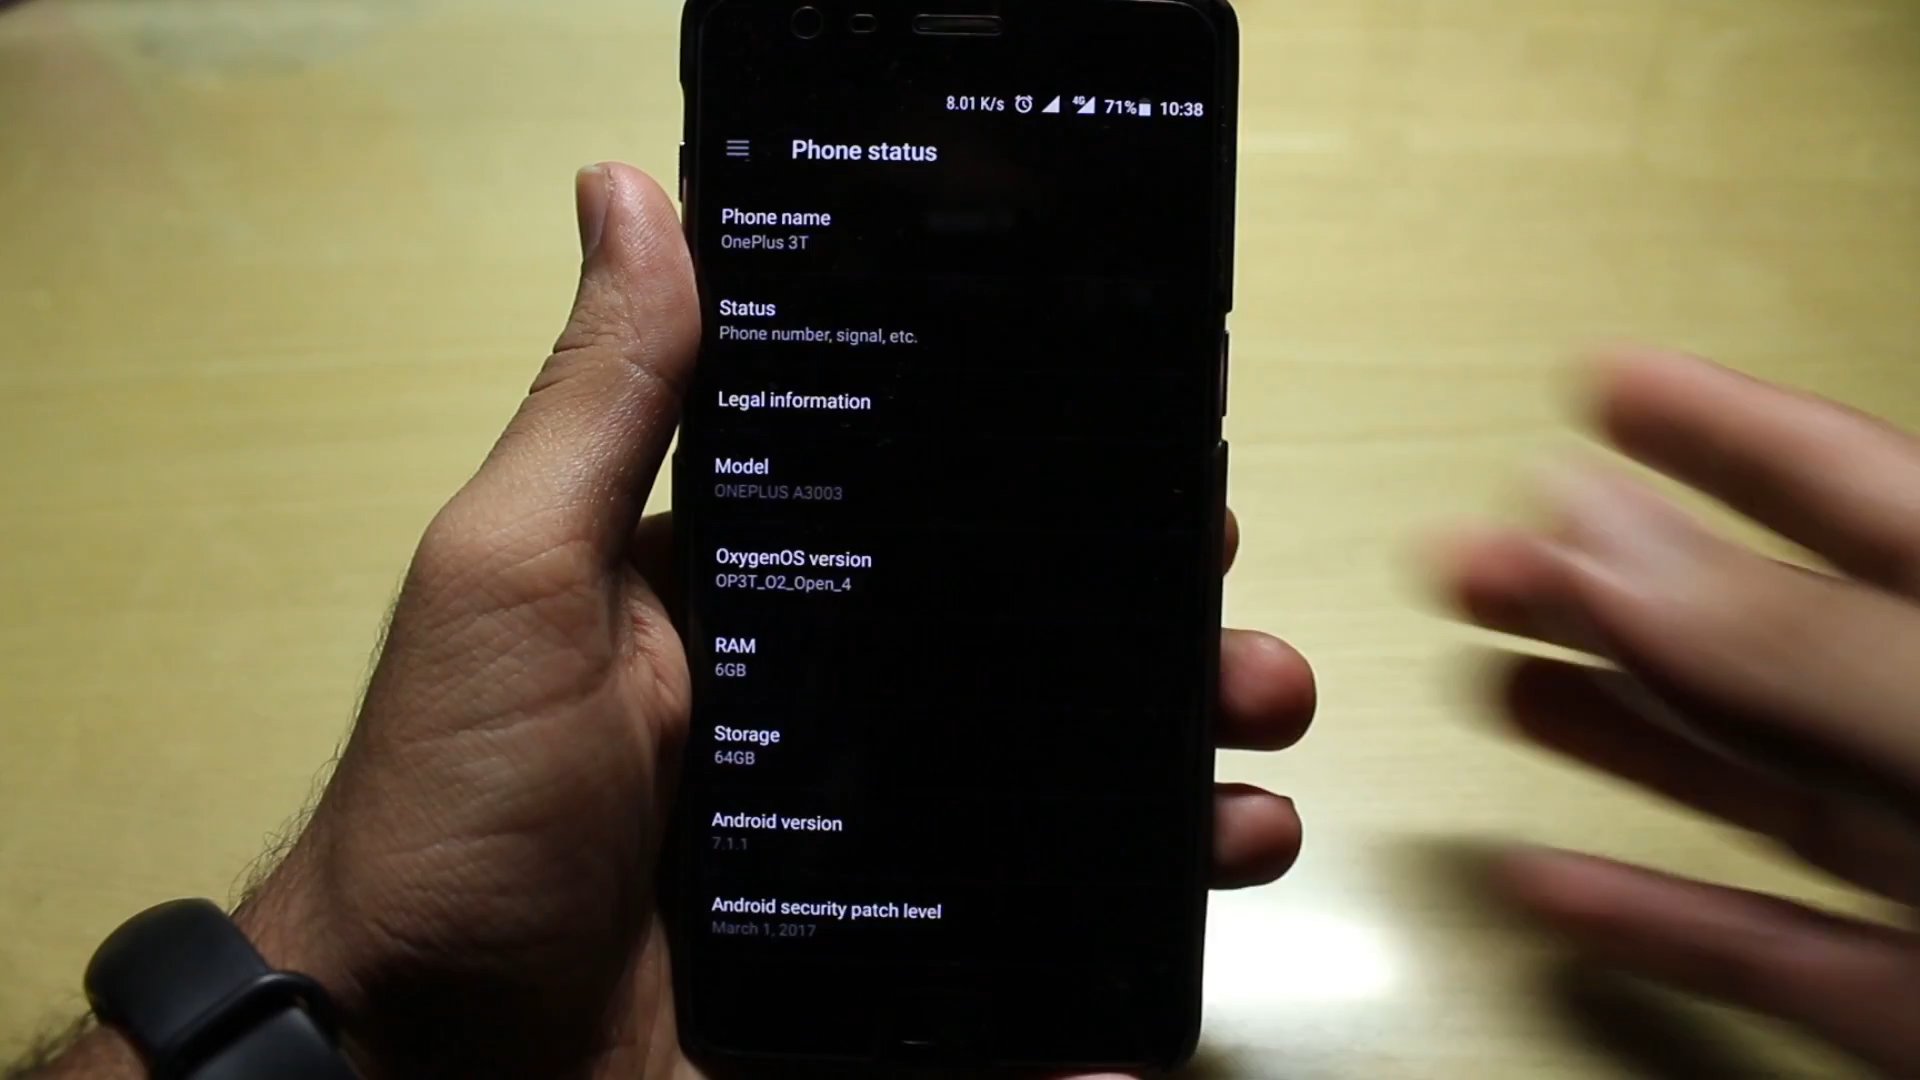 8.01 K/s 4G 71% 10:38
Phone status
Phone name
OnePlus 3T
Status
Phone number, signal, etc.
Legal information
Model
ONEPLUS A3003
OxygenOS version
OP3T_O2_Open_4
RAM
6GB
Storage
64GB
Android version
7.1.1
Android security patch level
March 1, 2017